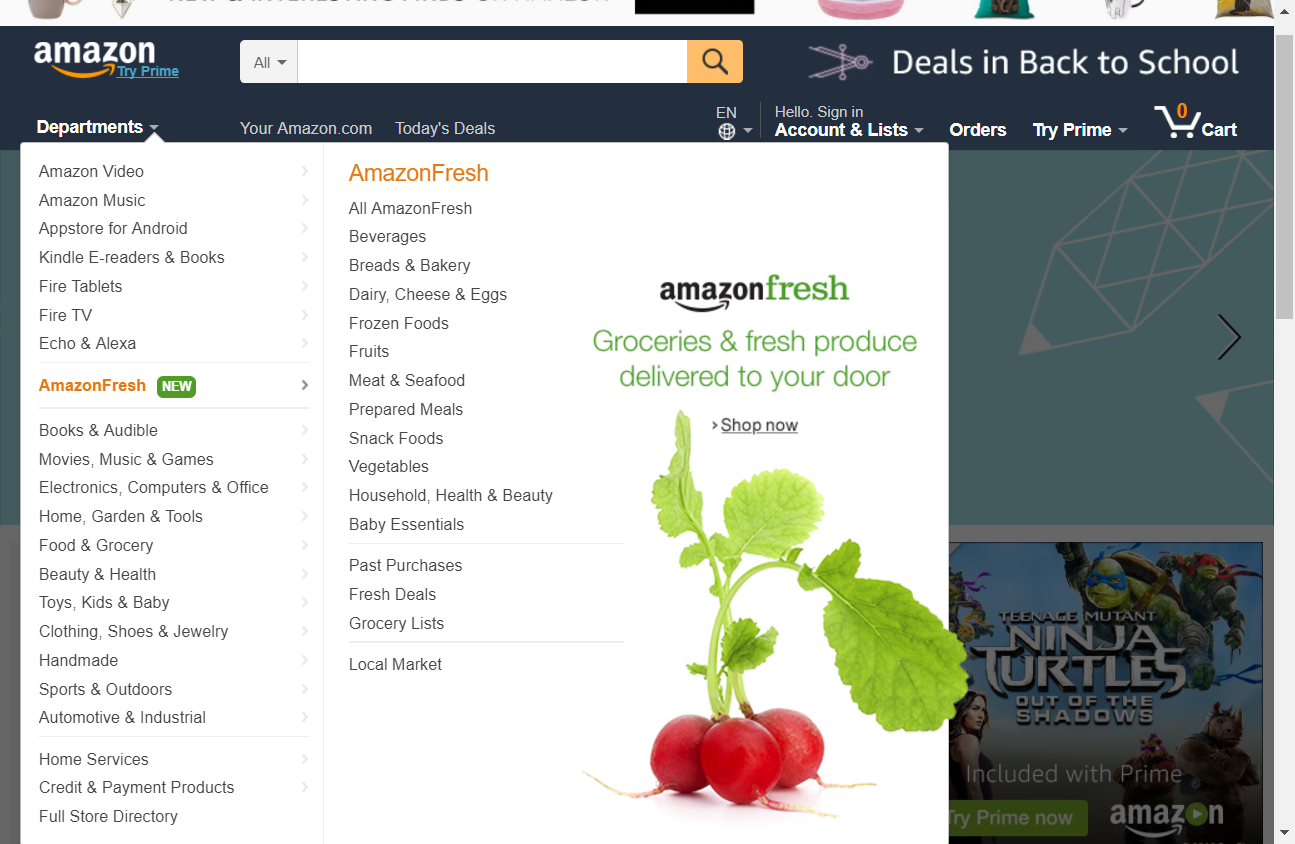 amazon
Try Prime
All
Deals in Back to School
Departments
Your Amazon.com
Today's Deals
EN
Hello. Sign in
Account & Lists
Orders
Try Prime
0
Cart
Amazon Video
Amazon Music
Appstore for Android
Kindle E-readers & Books
Fire Tablets
Fire TV
Echo & Alexa
AmazonFresh NEW
Books & Audible
Movies, Music & Games
Electronics, Computers & Office
Home, Garden & Tools
Food & Grocery
Beauty & Health
Toys, Kids & Baby
Clothing, Shoes & Jewelry
Handmade
Sports & Outdoors
Automotive & Industrial
Home Services
Credit & Payment Products
Full Store Directory
AmazonFresh
All AmazonFresh
Beverages
Breads & Bakery
Dairy, Cheese & Eggs
Frozen Foods
Fruits
Meat & Seafood
Prepared Meals
Snack Foods
Vegetables
Household, Health & Beauty
Baby Essentials
Past Purchases
Fresh Deals
Grocery Lists
Local Market
amazonfresh
Groceries & fresh produce
delivered to your door
› Shop now
TEENAGE MUTANT
NINJA
TURTLES
OUT OF THE
SHADOWS
Included with Prime
Try Prime now
amazon